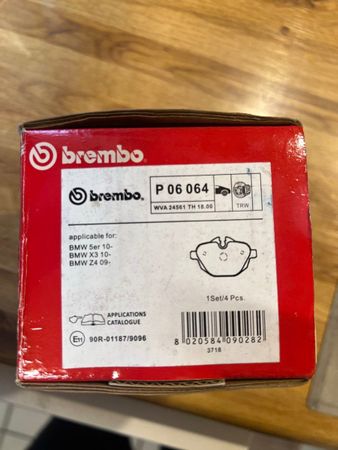 brembo
brembo.
P 06 064
WVA 24561 TH 18.00
TRW
applicable for:
BMW 5er 10-
BMW X3 10-
BMW Z4 09-
1Set/4 Pcs.
APPLICATIONS
CATALOGUE
E11 90R-01187/9096
8 020584 090282
3718